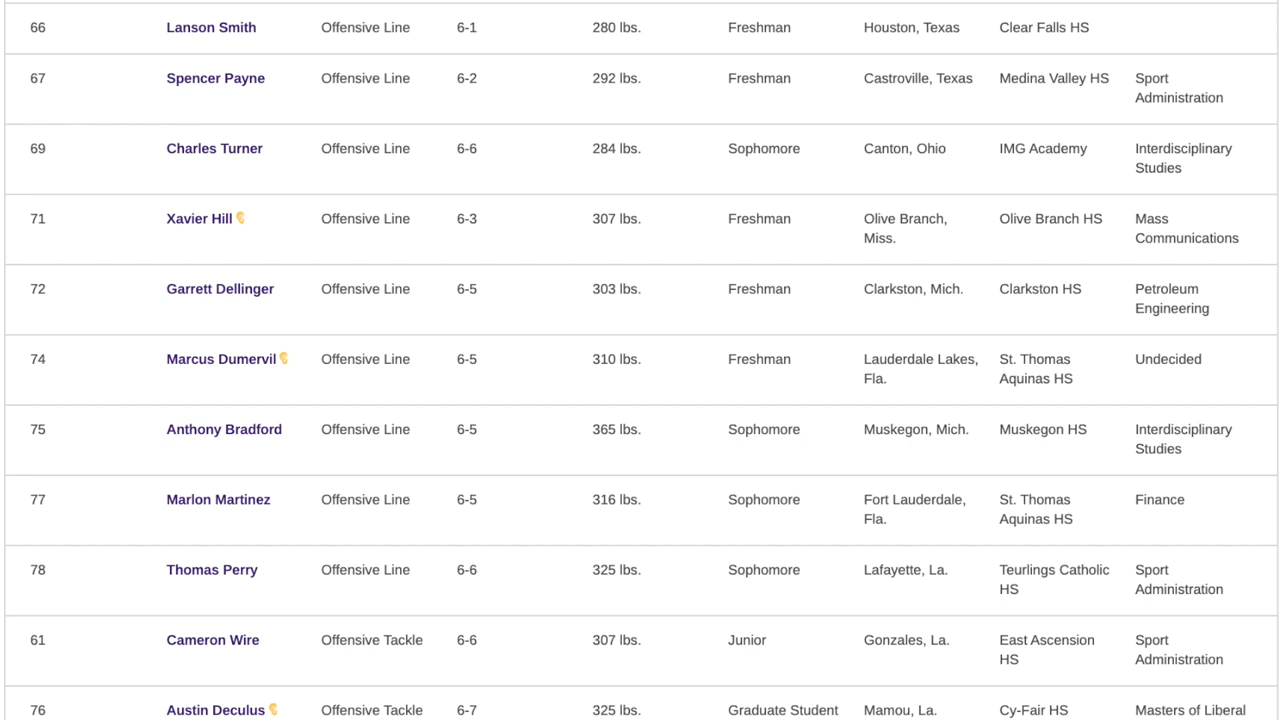 66 Lanson Smith Offensive Line 6-1 280 lbs. Freshman Houston, Texas Clear Falls HS
67 Spencer Payne Offensive Line 6-2 292 lbs. Freshman Castroville, Texas Medina Valley HS Sport
Administration
69 Charles Turner Offensive Line 6-6 284 lbs. Sophomore Canton, Ohio IMG Academy Interdisciplinary
Studies
71 Xavier Hill Offensive Line 6-3 307 lbs. Freshman Olive Branch, Olive Branch HS Mass
Miss. Communications
72 Garrett Dellinger Offensive Line 6-5 303 lbs. Freshman Clarkston, Mich. Clarkston HS Petroleum
Engineering
74 Marcus Dumervil Offensive Line 6-5 310 lbs. Freshman Lauderdale Lakes, St. Thomas Undecided
Fla. Aquinas HS
75 Anthony Bradford Offensive Line 6-5 365 lbs. Sophomore Muskegon, Mich. Muskegon HS Interdisciplinary
Studies
77 Marlon Martinez Offensive Line 6-5 316 lbs. Sophomore Fort Lauderdale, St. Thomas Finance
Fla. Aquinas HS
78 Thomas Perry Offensive Line 6-6 325 lbs. Sophomore Lafayette, La. Teurlings Catholic Sport
HS Administration
61 Cameron Wire Offensive Tackle 6-6 307 lbs. Junior Gonzales, La. East Ascension Sport
HS Administration
76 Austin Deculus Offensive Tackle 6-7 325 lbs. Graduate Student Mamou, La. Cy-Fair HS Masters of Liberal